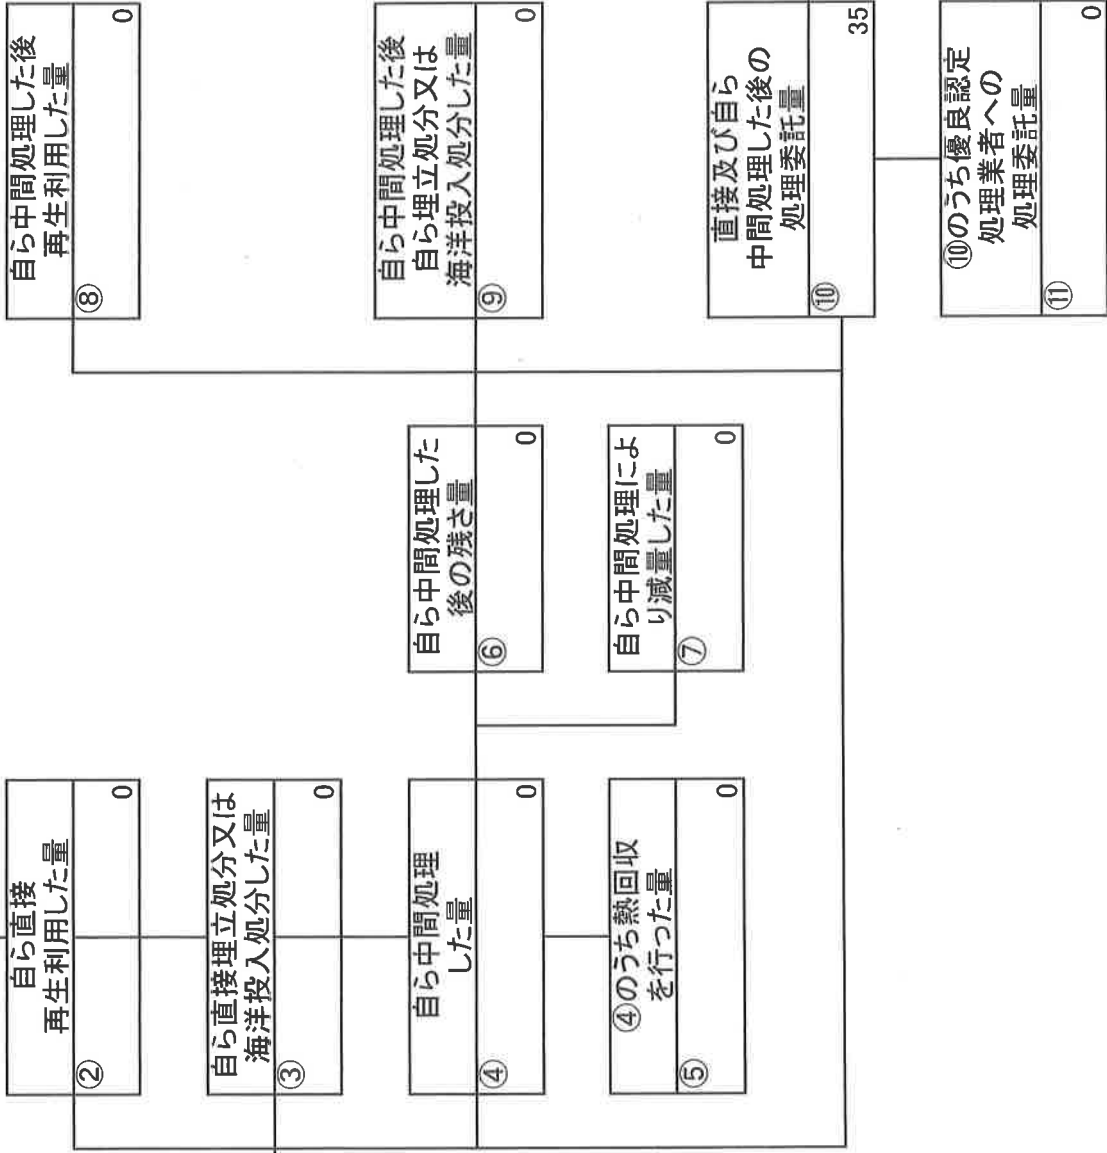 自ら直接
再生利用した量
②
0
自ら直接埋立処分又は
海洋投入処分した量
③
0
自ら中間処理
した量
④
0
④のうち熱回収
を行った量
⑤
0
自ら中間処理した
後の残さ量
⑥
0
自ら中間処理によ
り減量した量
⑦
0
自ら中間処理した後
再生利用した量
⑧
0
自ら中間処理した後
自ら埋立処分又は
海洋投入処分した量
⑨
0
直接及び自ら
中間処理した後の
処理委託量
⑩
35
⑩のうち優良認定
処理業者への
処理委託量
⑪
0